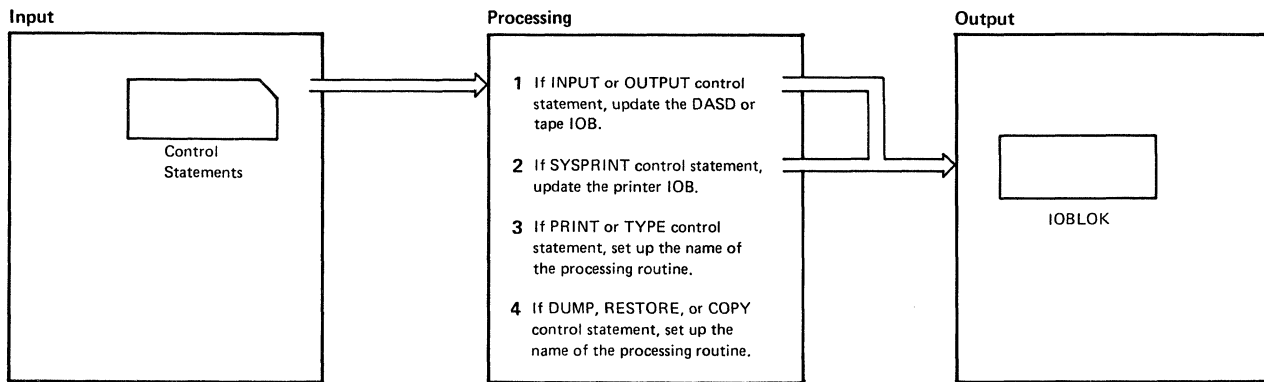 Input
Processing
Output
Control
Statements
1 If INPUT or OUTPUT control
statement, update the DASD or
tape IOB.
2 If SYSPRINT control statement,
update the printer IOB.
3 If PRINT or TYPE control
statement, set up the name of
the processing routine.
4 If DUMP, RESTORE, or COPY
control statement, set up the
name of the processing routine.
IOBLOK